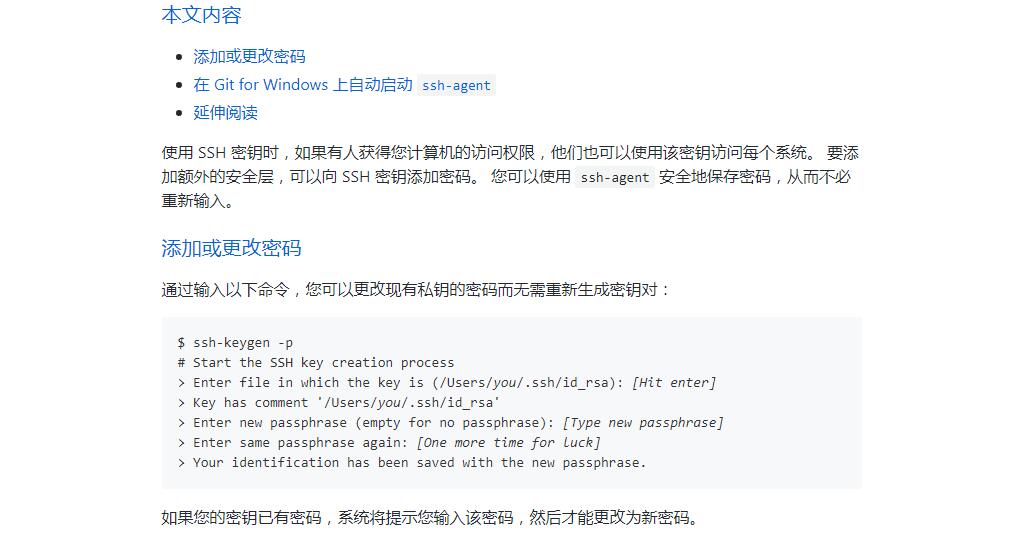 本文内容
添加或更改密码
在 Git for Windows 上自动启动 ssh-agent
延伸阅读
使用 SSH 密钥时，如果有人获得您计算机的访问权限，他们也可以使用该密钥访问每个系统。 要添
加额外的安全层，可以向 SSH 密钥添加密码。 您可以使用 ssh-agent 安全地保存密码，从而不必
重新输入。
添加或更改密码
通过输入以下命令，您可以更改现有私钥的密码而无需重新生成密钥对：
$ ssh-keygen -p
# Start the SSH key creation process
> Enter file in which the key is (/Users/you/.ssh/id_rsa): [Hit enter]
> Key has comment '/Users/you/.ssh/id_rsa'
> Enter new passphrase (empty for no passphrase): [Type new passphrase]
> Enter same passphrase again: [One more time for luck]
> Your identification has been saved with the new passphrase.
如果您的密钥已有密码，系统将提示您输入该密码，然后才能更改为新密码。